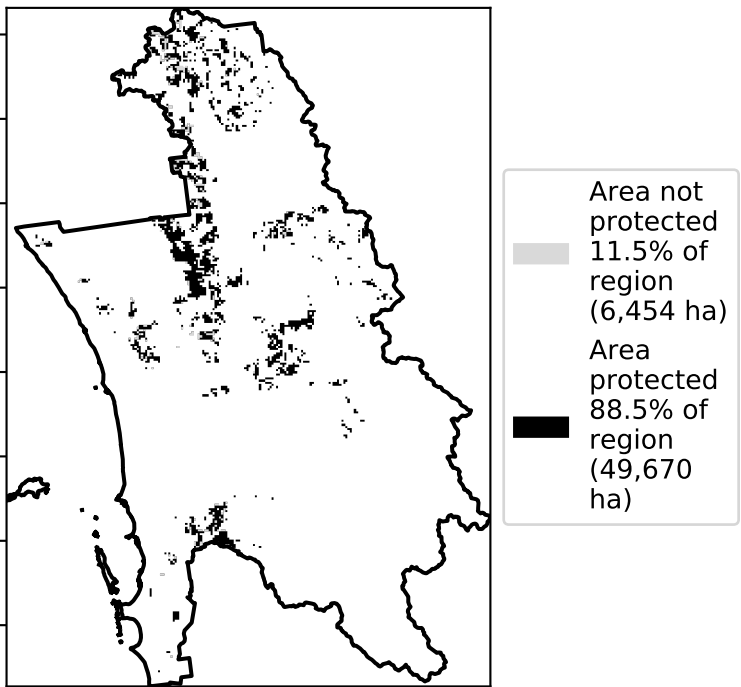 Area not
protected
11.5% of
region
(6,454 ha)
Area
protected
88.5% of
region
(49,670
ha)